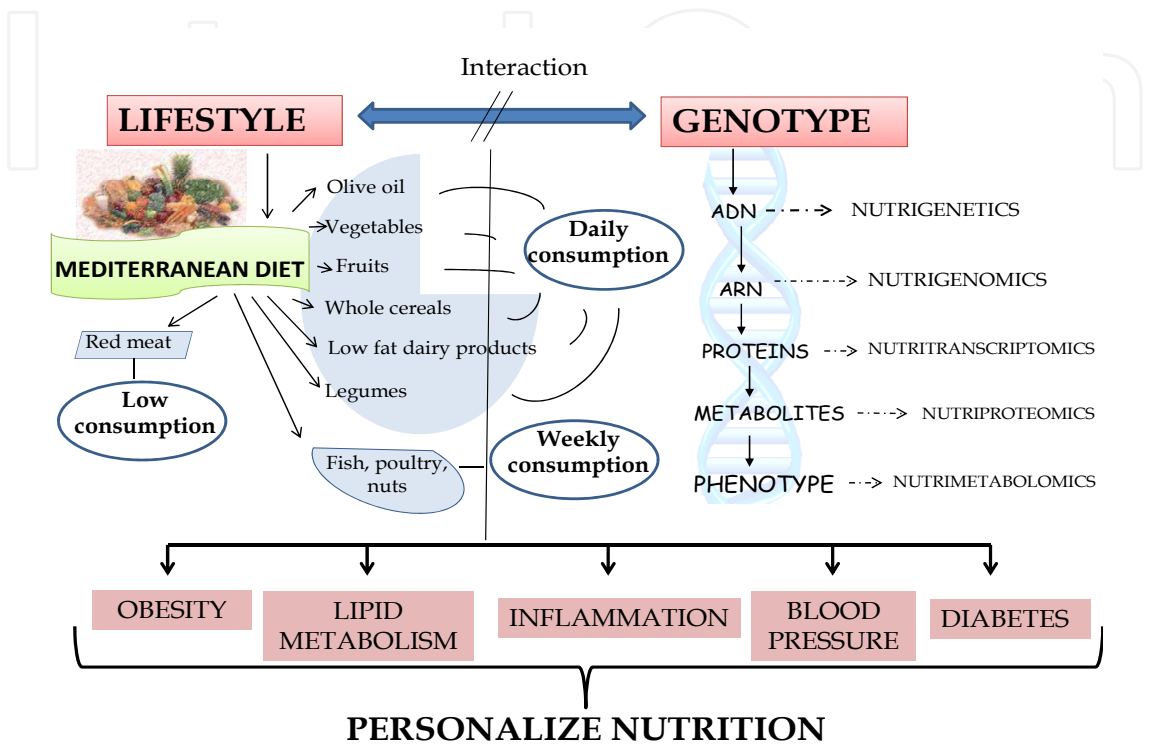 Interaction
LIFESTYLE
GENOTYPE
Olive oil
Vegetables
Fruits
Whole cereals
Low fat dairy products
Legumes
MEDITERRANEAN DIET
Red meat
Low
consumption
Fish, poultry,
nuts
Daily
consumption
Weekly
consumption
ADN
NUTRIGENETICS
ARN
NUTRIGENOMICS
PROTEINS
NUTRITRANSCRIPTOMICS
METABOLITES
NUTRIPROTEOMICS
PHENOTYPE
NUTRIMETABOLOMICS
OBESITY
LIPID
METABOLISM
INFLAMMATION
BLOOD
PRESSURE
DIABETES
PERSONALIZE NUTRITION